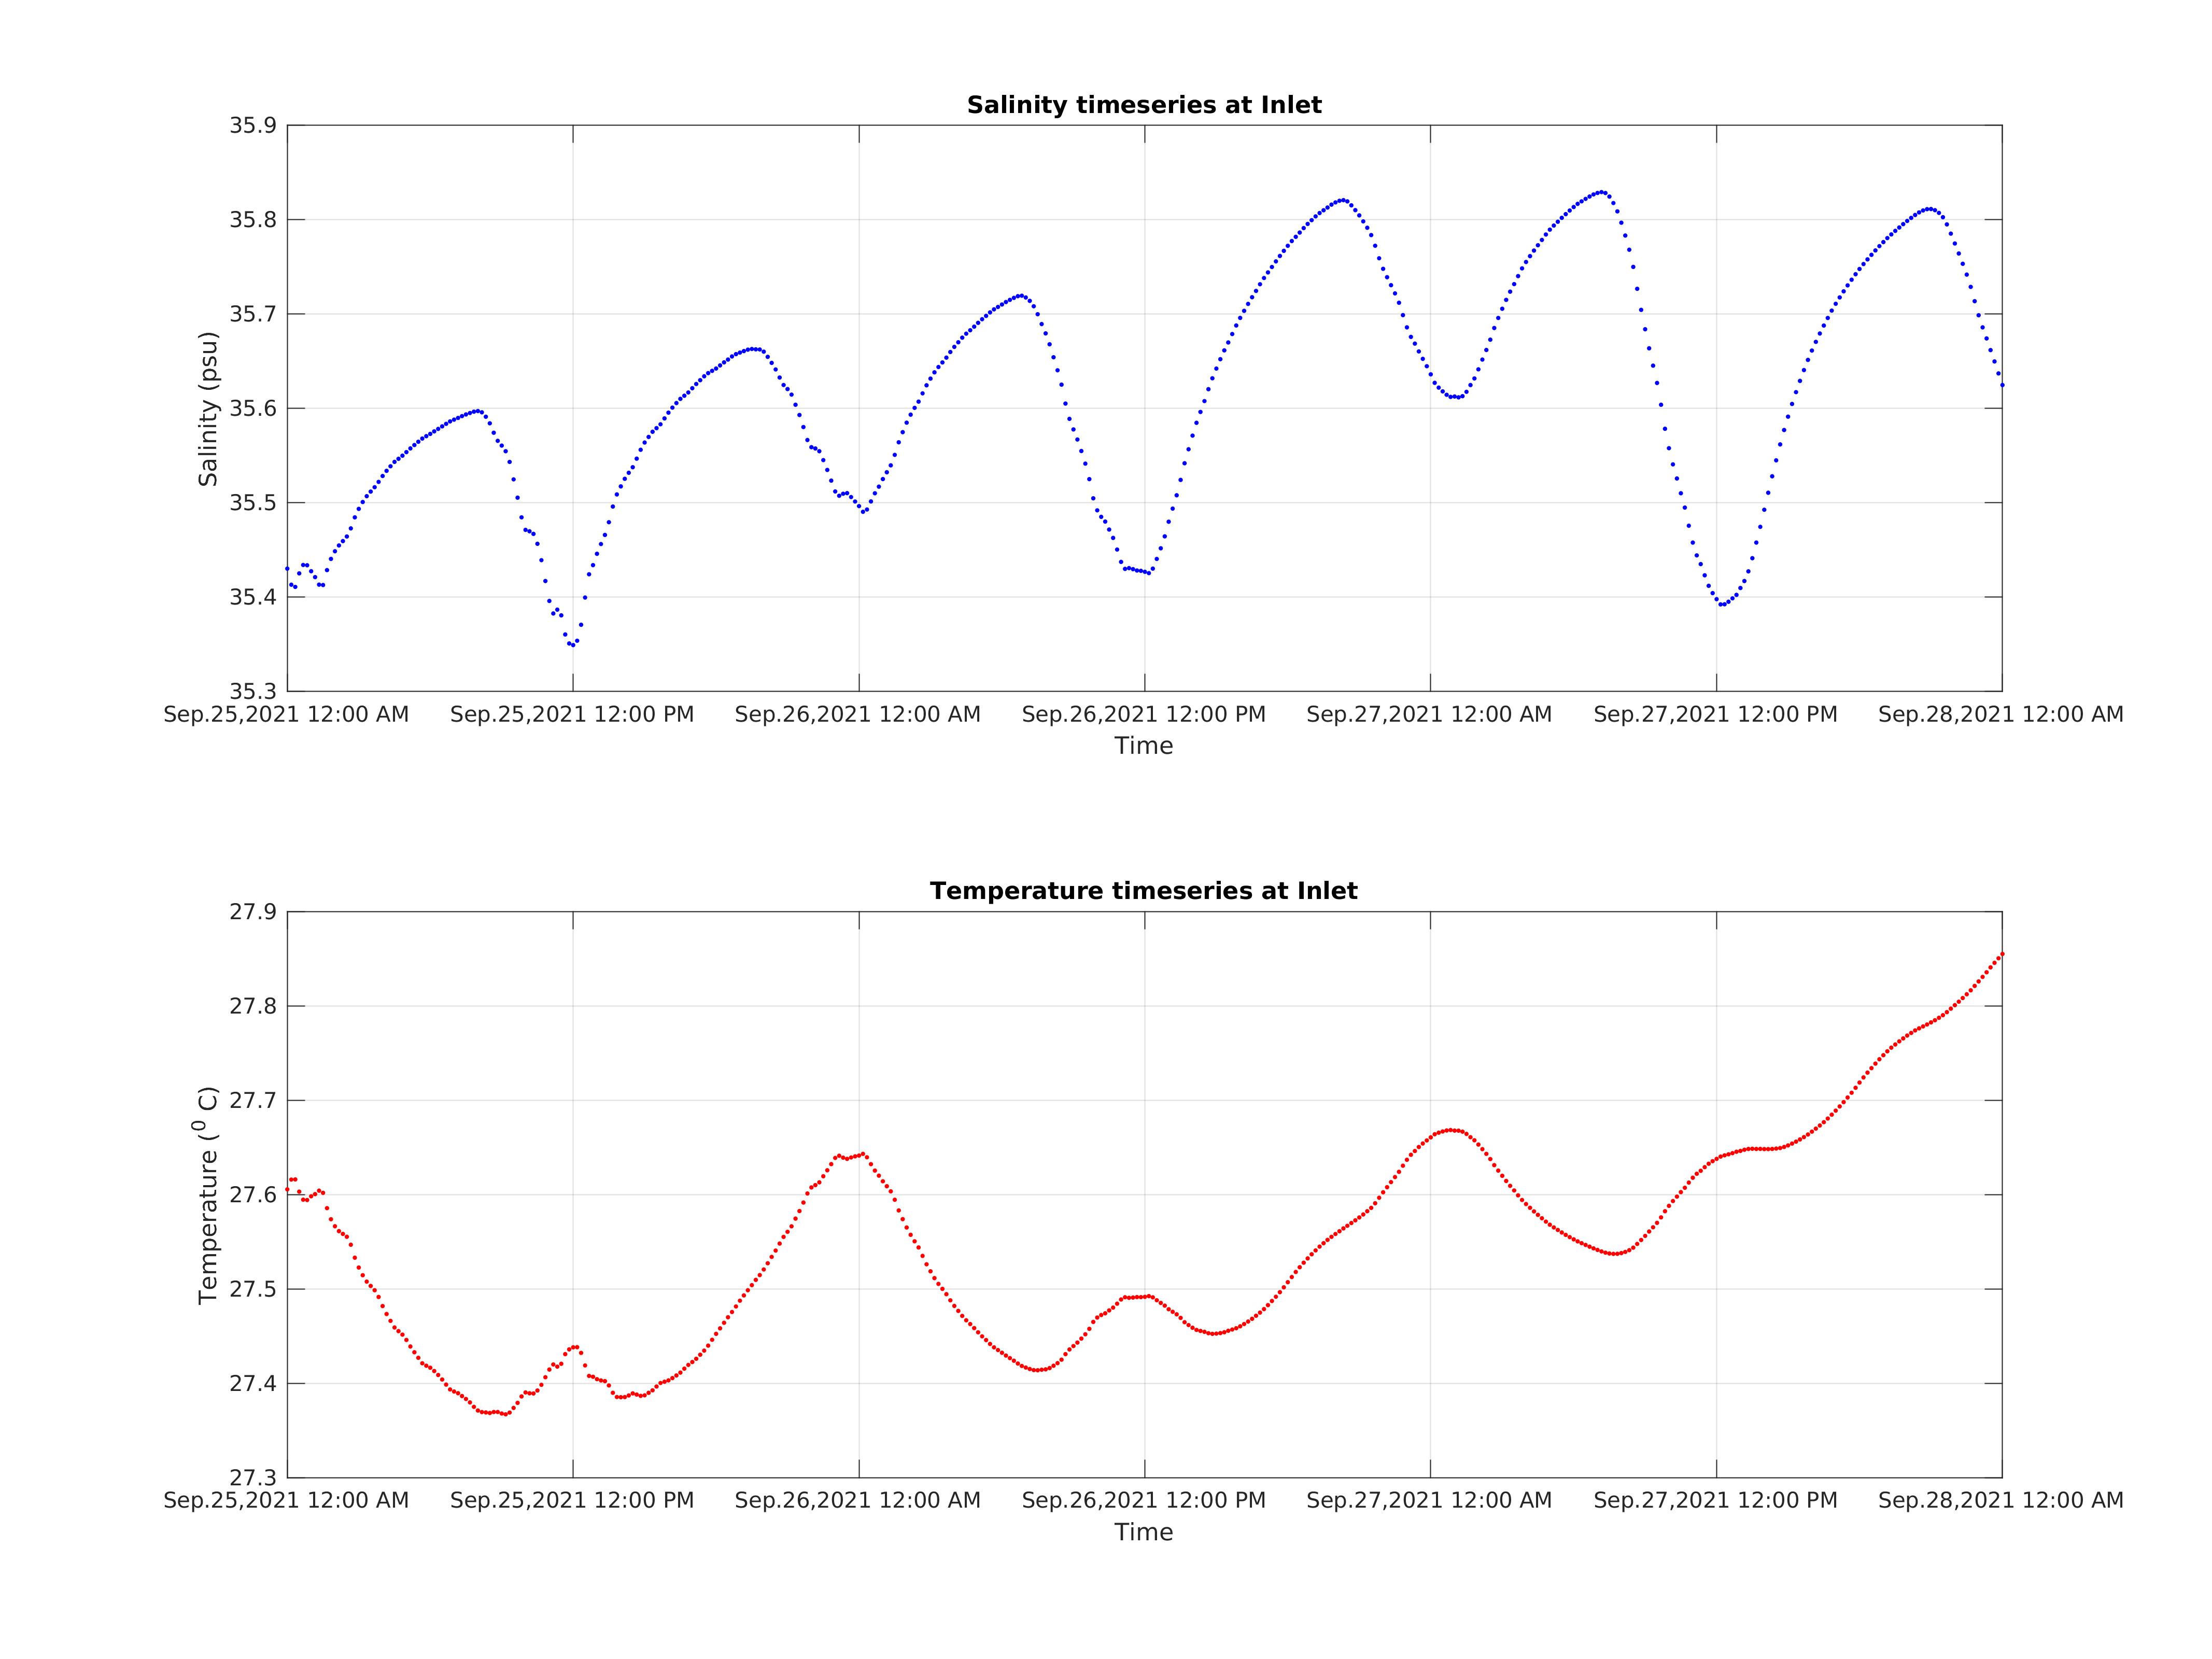 Salinity timeseries at Inlet
35.9
35.8
35.7
35.6
35.5
35.4
35.3
Salinity (psu)
Sep.25,2021 12:00 AM Sep.25,2021 12:00 PM Sep.26,2021 12:00 AM Sep.26,2021 12:00 PM Sep.27,2021 12:00 AM Sep.27,2021 12:00 PM Sep.28,2021 12:00 AM
Time
Temperature timeseries at Inlet
27.9
27.8
27.7
27.6
27.5
27.4
27.3
Temperature (⁰ C)
Sep.25,2021 12:00 AM Sep.25,2021 12:00 PM Sep.26,2021 12:00 AM Sep.26,2021 12:00 PM Sep.27,2021 12:00 AM Sep.27,2021 12:00 PM Sep.28,2021 12:00 AM
Time